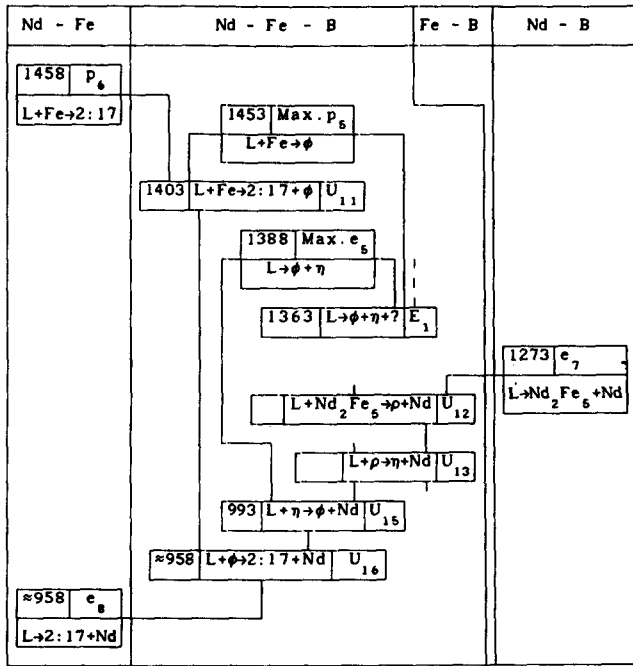 Nd - Fe
Nd - Fe - B
Fe - B
Nd - B
1458 p₆
L+Fe→2:17
1453 Max. p₅
L+Fe→φ
1403 L+Fe→2:17+φ U₁₁
1388 Max. e₅
L→φ+η
1363 L→φ+η+? E₁
1273 e₇
L→Nd₂Fe₅+Nd
L+Nd₂Fe₅→ρ+Nd U₁₂
L+ρ→η+Nd U₁₃
993 L+η→φ+Nd U₁₅
≈958 L+φ→2:17+Nd U₁₆
≈958 e₈
L→2:17+Nd